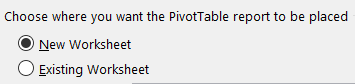 Choose where you want the PivotTable report to be placed
New Worksheet
Existing Worksheet